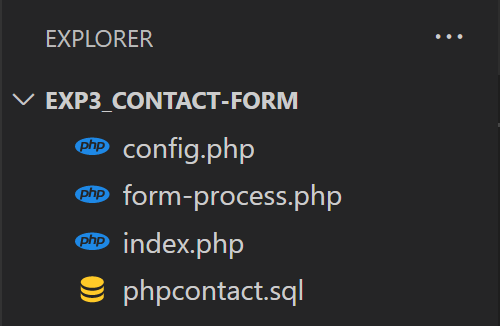 EXPLORER ...
EXP3_CONTACT-FORM
php config.php
php form-process.php
php index.php
phpcontact.sql